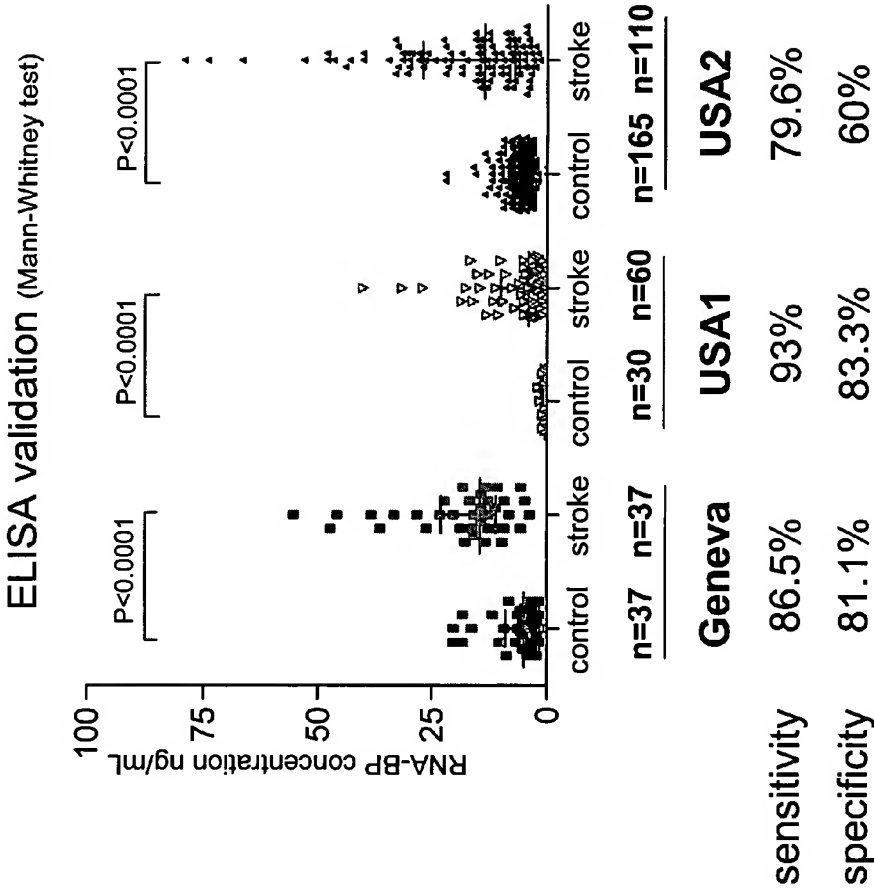 ELISA validation (Mann-Whitney test)
P<0.0001 P<0.0001 P<0.0001
RNA-BP concentration ng/mL
100
75
50
25
0
control stroke control stroke control stroke
n=37 n=37 n=30 n=60 n=165 n=110
Geneva USA1 USA2
sensitivity 86.5% 93% 79.6%
specificity 81.1% 83.3% 60%